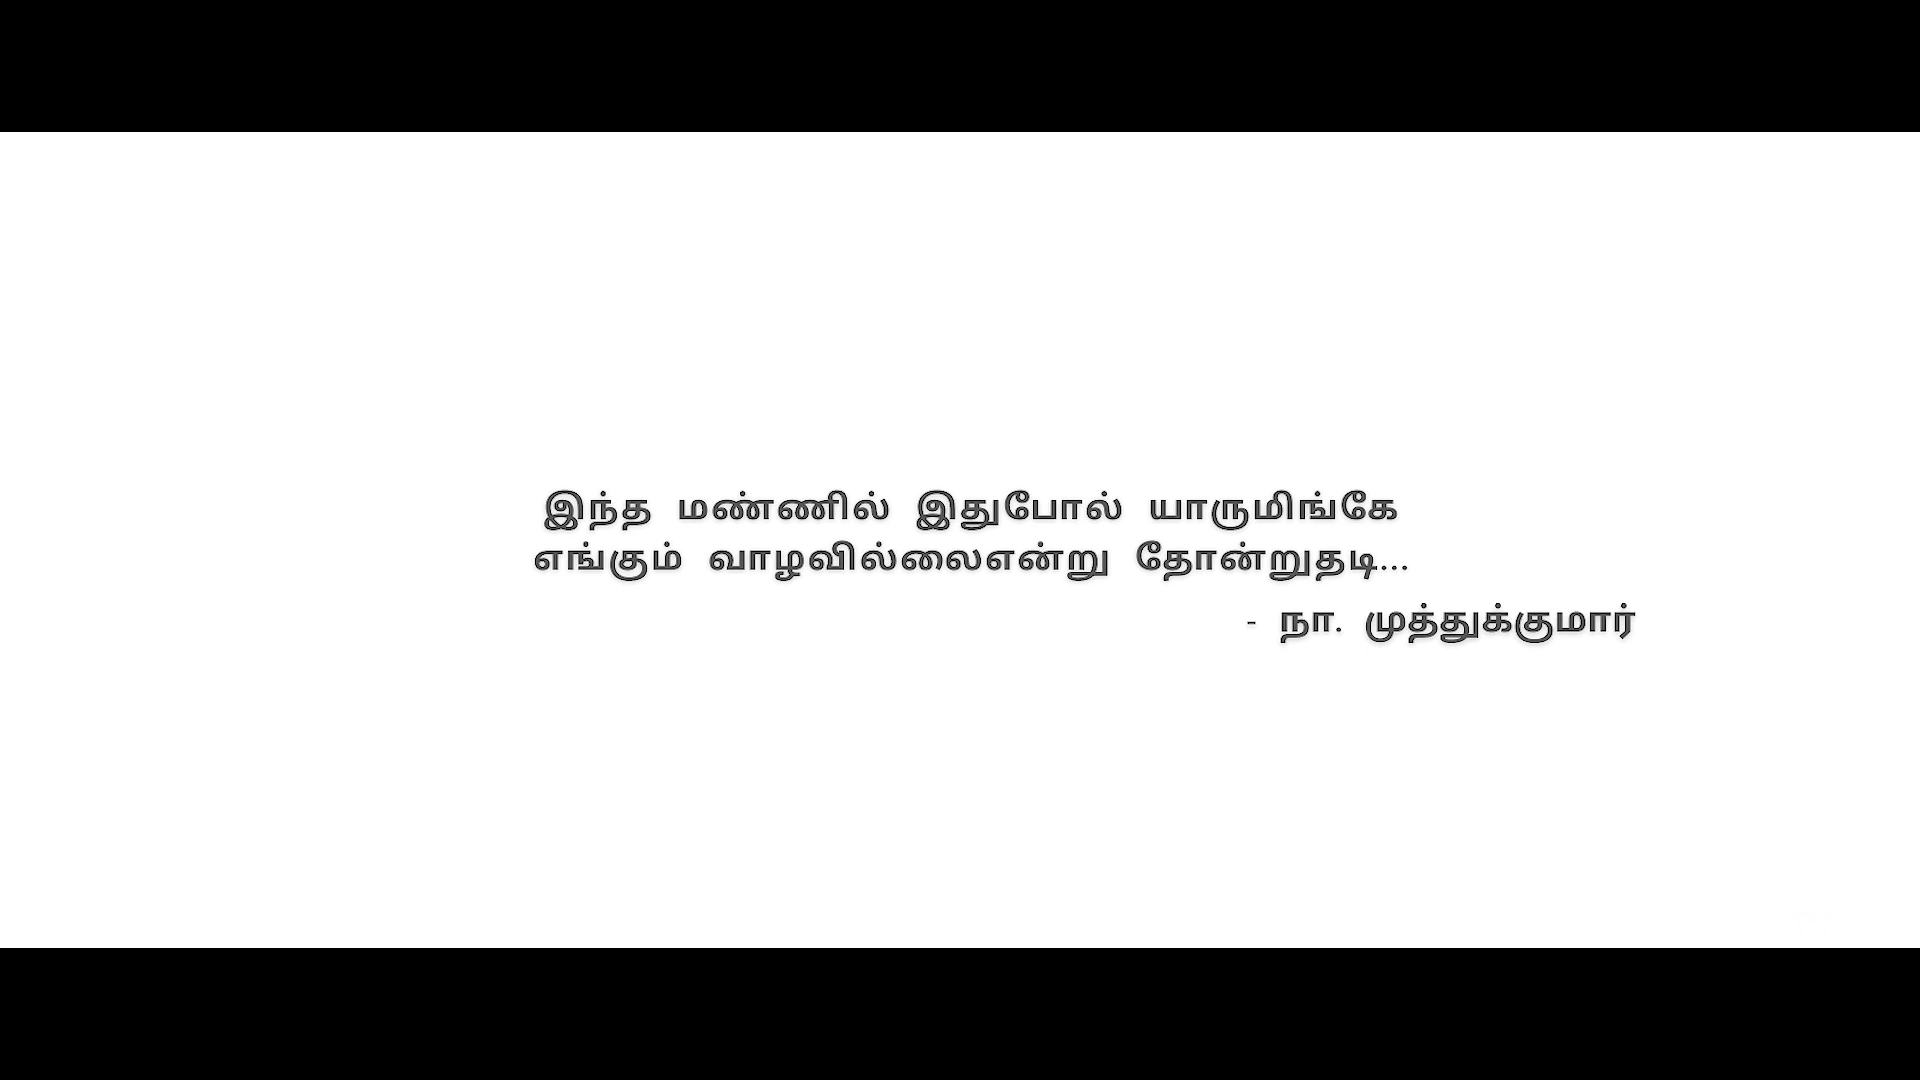 இந்த மண்ணில் இதுபோல் யாருமிங்கே
எங்கும் வாழவில்லைஎன்று தோன்றுதடி...
- நா. முத்துக்குமார்